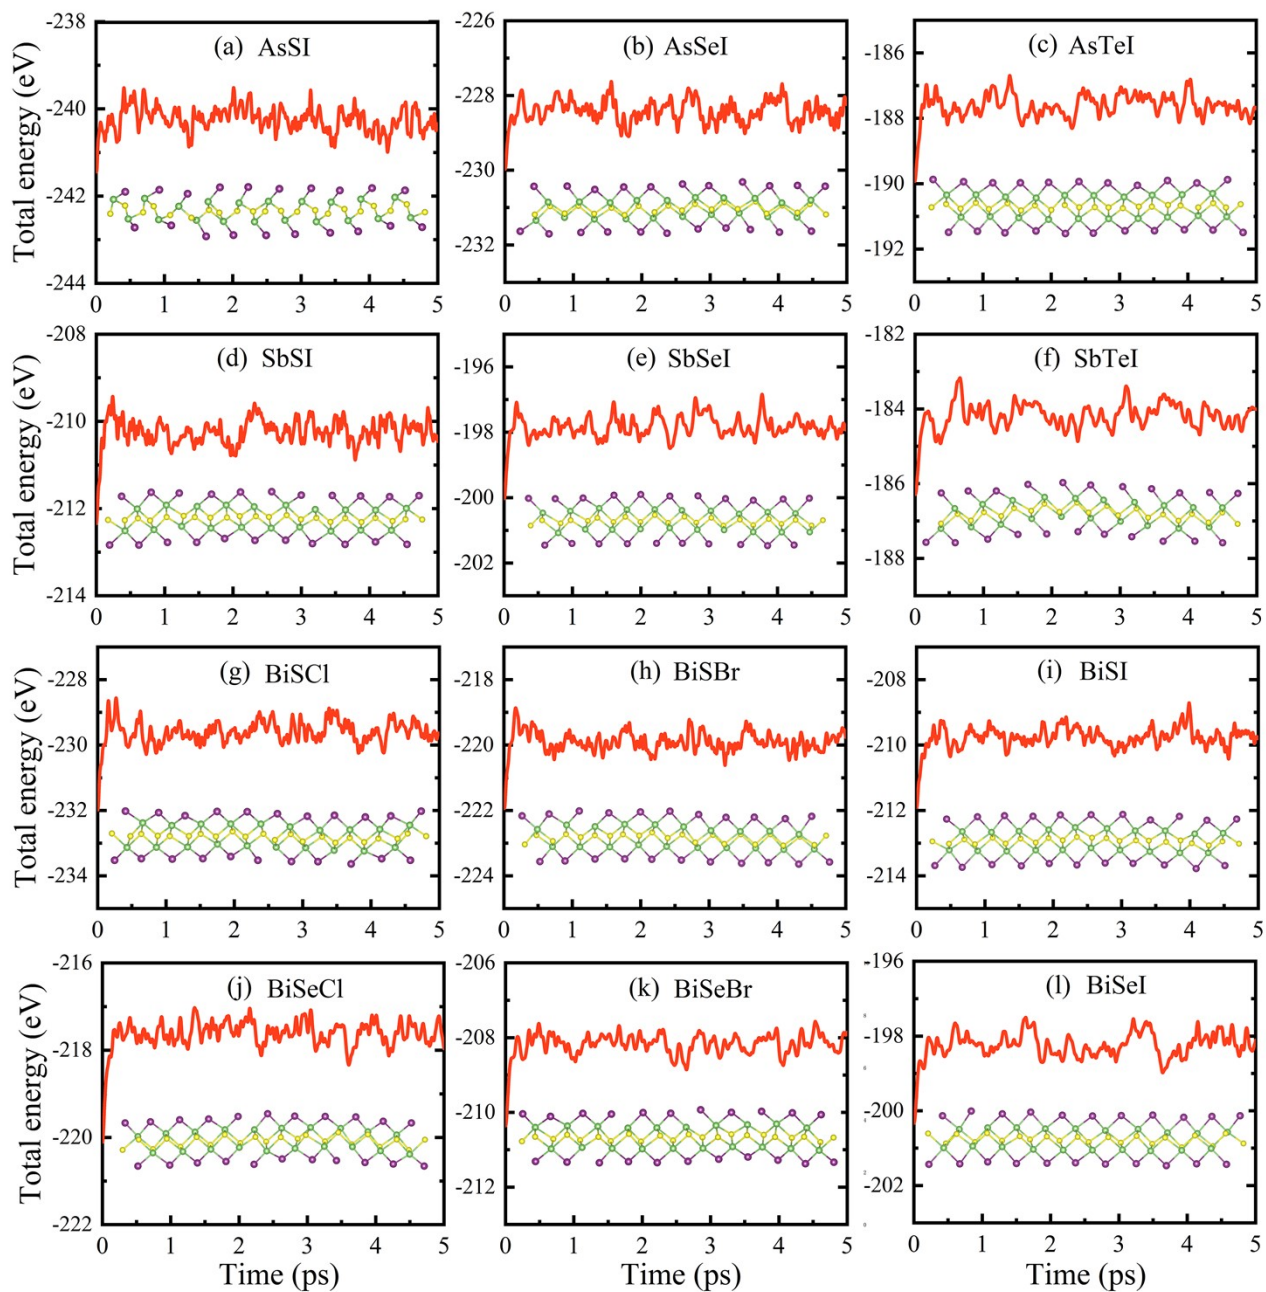 (a) AsSI
(b) AsSeI
(c) AsTeI
Total energy (eV)
-238
-240
-242
-244
0 1 2 3 4 5
-226
-228
-230
-232
0 1 2 3 4 5
-186
-188
-190
-192
0 1 2 3 4 5
(d) SbSI
(e) SbSeI
(f) SbTeI
Total energy (eV)
-208
-210
-212
-214
0 1 2 3 4 5
-196
-198
-200
-202
0 1 2 3 4 5
-182
-184
-186
-188
0 1 2 3 4 5
(g) BiSCl
(h) BiSBr
(i) BiSI
Total energy (eV)
-228
-230
-232
-234
0 1 2 3 4 5
-218
-220
-222
-224
0 1 2 3 4 5
-208
-210
-212
-214
0 1 2 3 4 5
(j) BiSeCl
(k) BiSeBr
(l) BiSeI
Total energy (eV)
-216
-218
-220
-222
0 1 2 3 4 5
Time (ps)
-206
-208
-210
-212
0 1 2 3 4 5
Time (ps)
-196
-198
-200
-202
0 1 2 3 4 5
Time (ps)